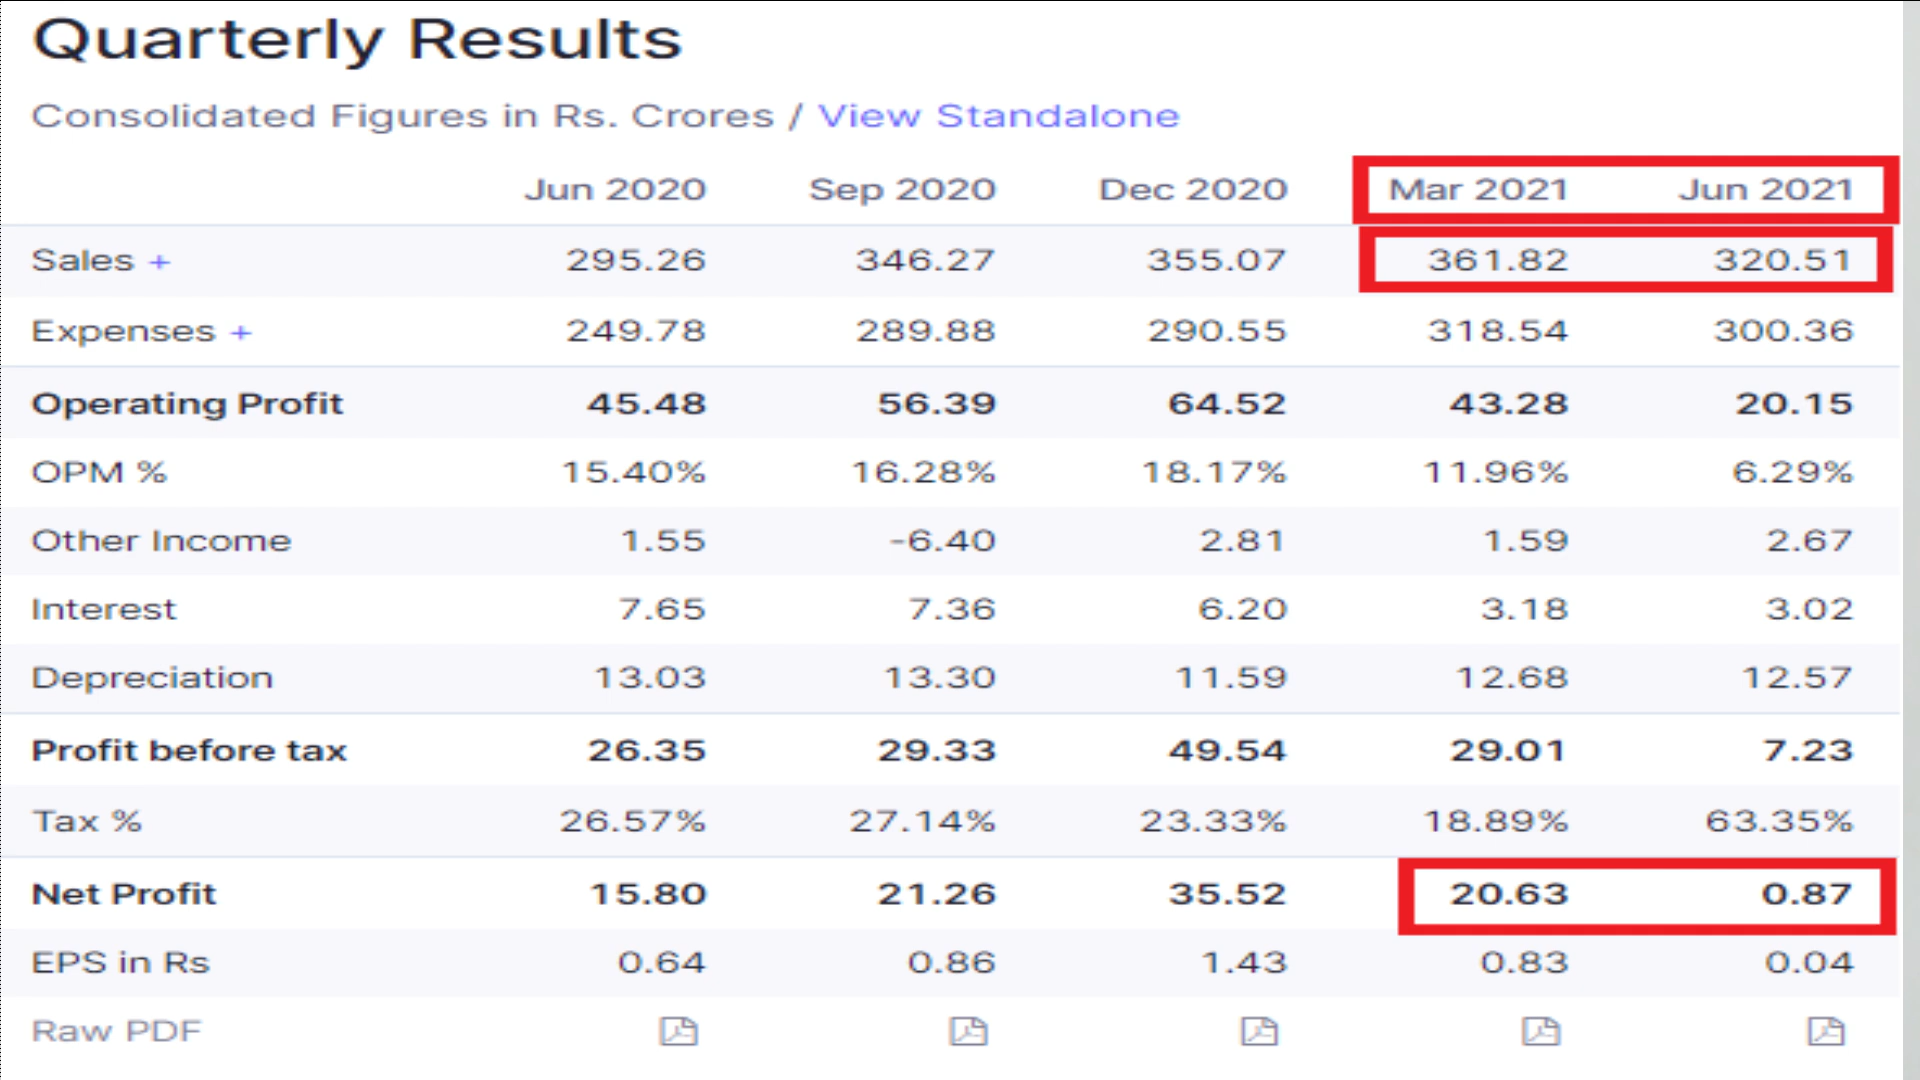 Quarterly Results
Consolidated Figures in Rs. Crores / View Standalone
Jun 2020 Sep 2020 Dec 2020 Mar 2021 Jun 2021
Sales + 295.26 346.27 355.07 361.82 320.51
Expenses + 249.78 289.88 290.55 318.54 300.36
Operating Profit 45.48 56.39 64.52 43.28 20.15
OPM % 15.40% 16.28% 18.17% 11.96% 6.29%
Other Income 1.55 -6.40 2.81 1.59 2.67
Interest 7.65 7.36 6.20 3.18 3.02
Depreciation 13.03 13.30 11.59 12.68 12.57
Profit before tax 26.35 29.33 49.54 29.01 7.23
Tax % 26.57% 27.14% 23.33% 18.89% 63.35%
Net Profit 15.80 21.26 35.52 20.63 0.87
EPS in Rs 0.64 0.86 1.43 0.83 0.04
Raw PDF